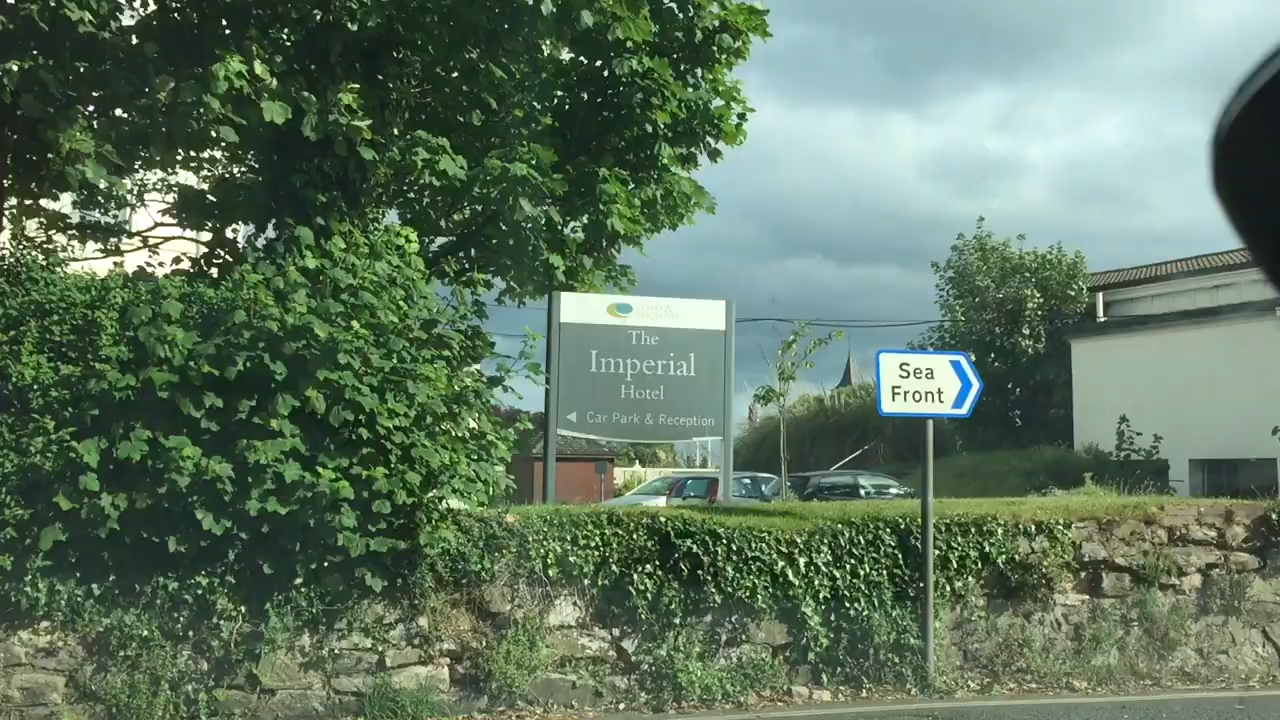 The
Imperial
Hotel
Car Park & Reception
Sea
Front